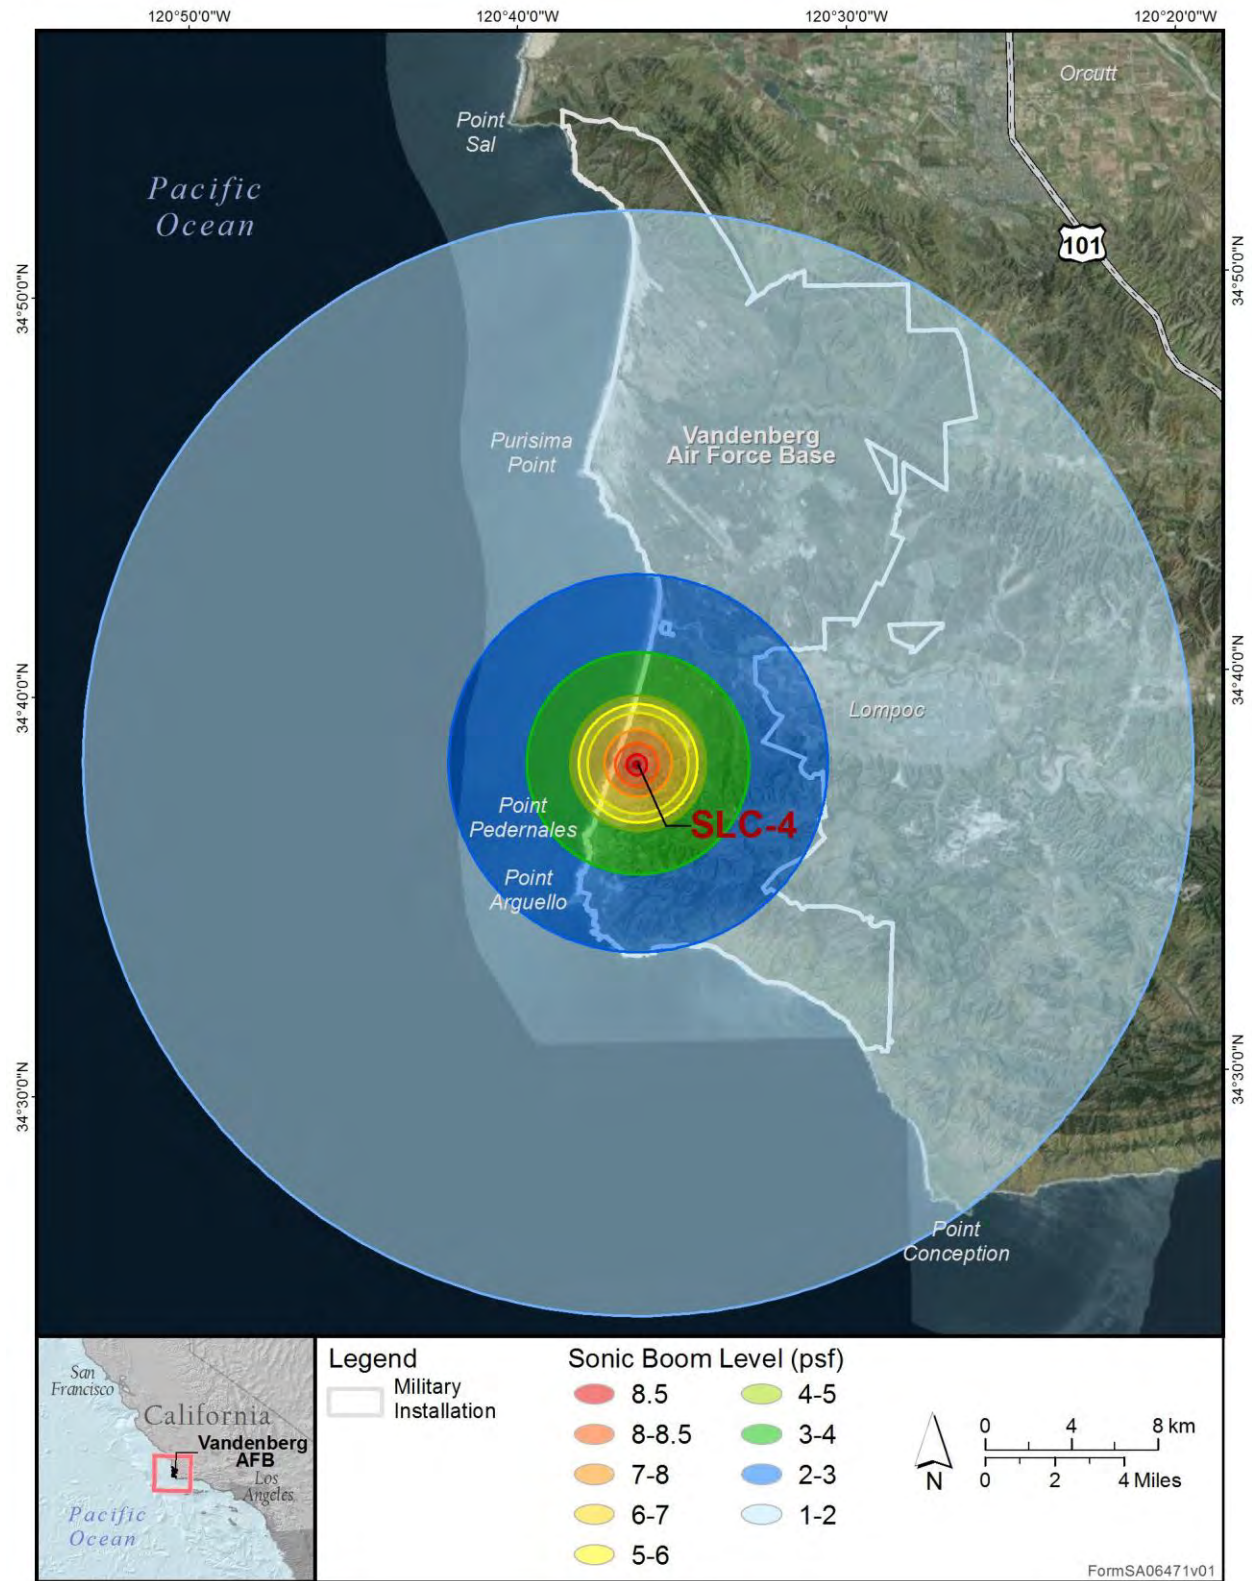 120°50'0"W
120°40'0"W
120°30'0"W
120°20'0"W
Orcutt
Point
Sal
Pacific
Ocean
101
34°50'0"N
34°50'0"N
Purisima
Point
Vandenberg
Air Force Base
34°40'0"N
34°40'0"N
Lompoc
Point
Pedernales
SLC-4
Point
Arguello
34°30'0"N
34°30'0"N
Point
Conception
San
Francisco
California
Vandenberg
AFB
Los
Angeles
Pacific
Ocean
Legend
Military
Installation
Sonic Boom Level (psf)
8.5
8-8.5
7-8
6-7
5-6
4-5
3-4
2-3
1-2
N
0 4 8 km
0 2 4 Miles
FormSA06471v01